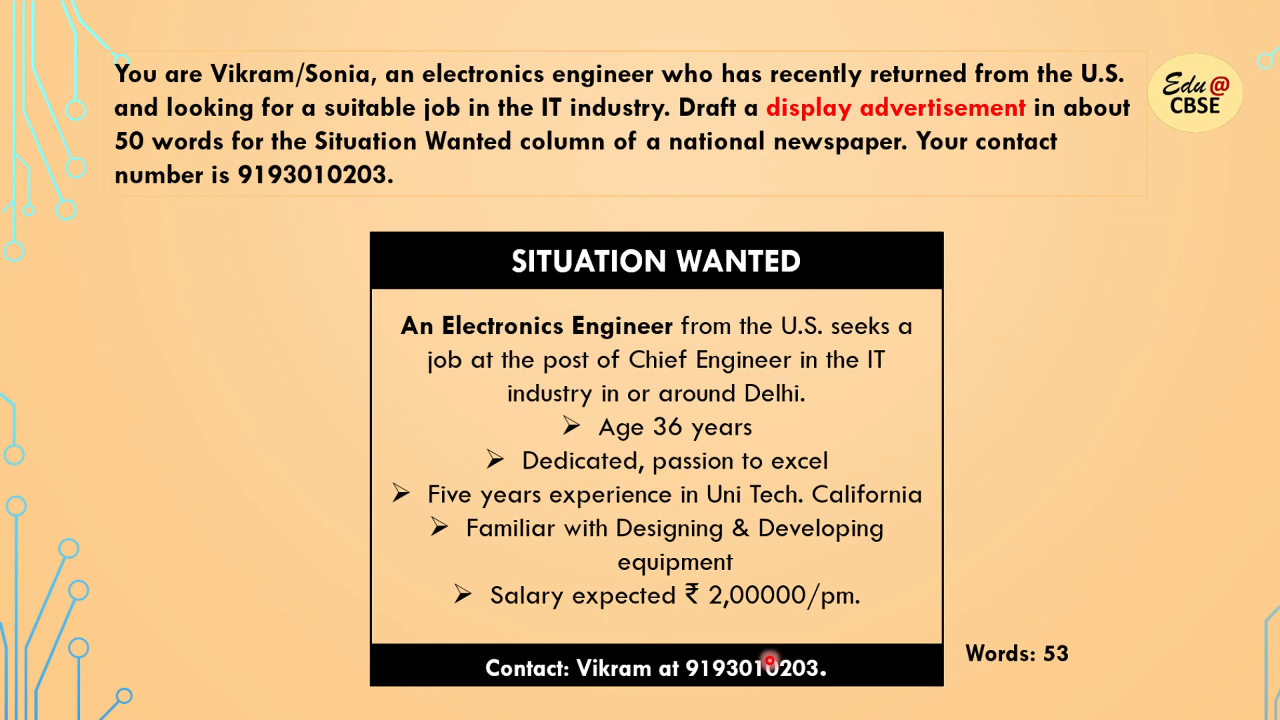 You are Vikram/Sonia, an electronics engineer who has recently returned from the U.S.
and looking for a suitable job in the IT industry. Draft a display advertisement in about
50 words for the Situation Wanted column of a national newspaper. Your contact
number is 9193010203.
Edu@
CBSE
SITUATION WANTED
An Electronics Engineer from the U.S. seeks a
job at the post of Chief Engineer in the IT
industry in or around Delhi.
➢ Age 36 years
➢ Dedicated, passion to excel
➢ Five years experience in Uni Tech. California
➢ Familiar with Designing & Developing
equipment
➢ Salary expected ₹ 2,00000/pm.
Contact: Vikram at 9193010203.
Words: 53